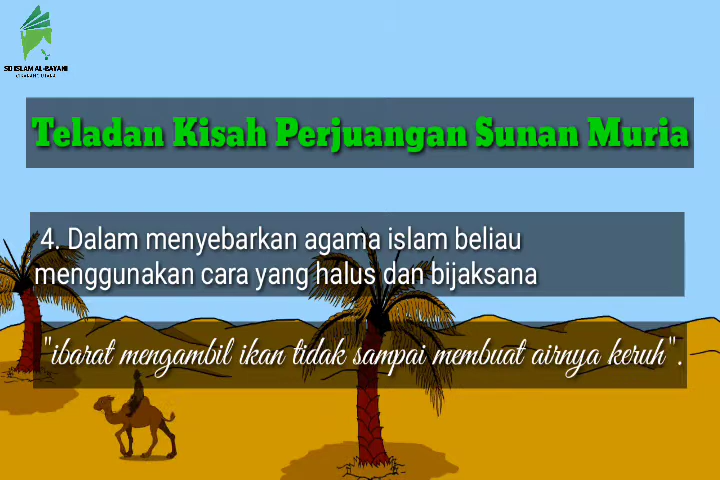 SD ISLAM AL-BAYANI
Teladan Kisah Perjuangan Sunan Muria
4. Dalam menyebarkan agama islam beliau
menggunakan cara yang halus dan bijaksana
"ibarat mengambil ikan tidak sampai membuat airnya keruh".